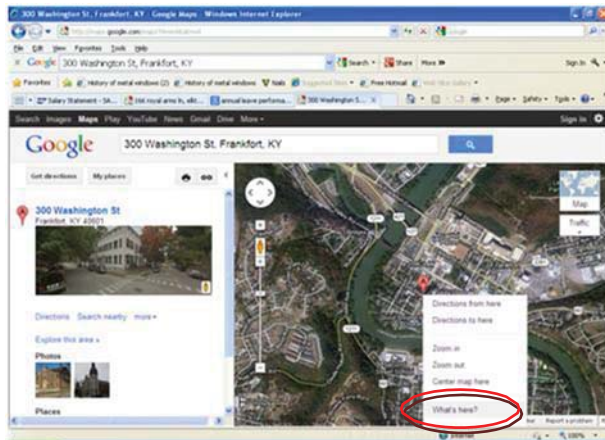 300 Washington St, Frankfort, KY - Google Maps - Windows Internet Explorer
File Edit View Favorites Tools Help
Google 300 Washington St, Frankfort, KY Search Share More » Sign In
Favorites History of metal windows (2) History of metal windows Free Hotmail
Salary Statement - SA... annual leave performa... 300 Washington S... Page Safety Tools
Search Images Maps Play YouTube News Gmail Drive More Sign in
Google 300 Washington St, Frankfort, KY
Get directions My places
300 Washington St
Frankfort, KY 40601
Directions Search nearby more
Explore this area »
Photos
Places
Map
Traffic
Directions from here
Directions to here
Zoom in
Zoom out
Center map here
What's here?
Report a problem
Internet 100%